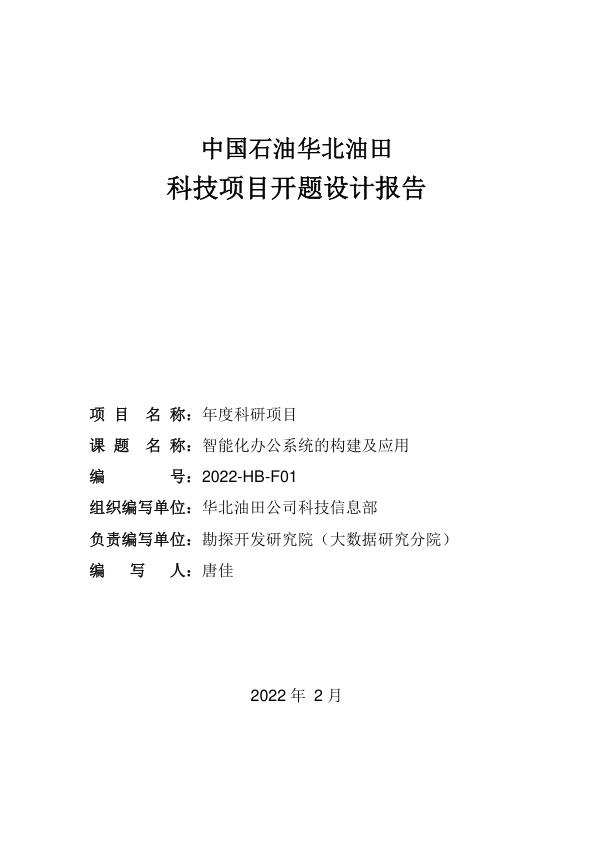 中国石油华北油田
科技项目开题设计报告
项 目 名 称：年度科研项目
课 题 名 称：智能化办公系统的构建及应用
编 号：2022-HB-F01
组织编写单位：华北油田公司科技信息部
负责编写单位：勘探开发研究院（大数据研究分院）
编 写 人：唐佳
2022 年 2 月